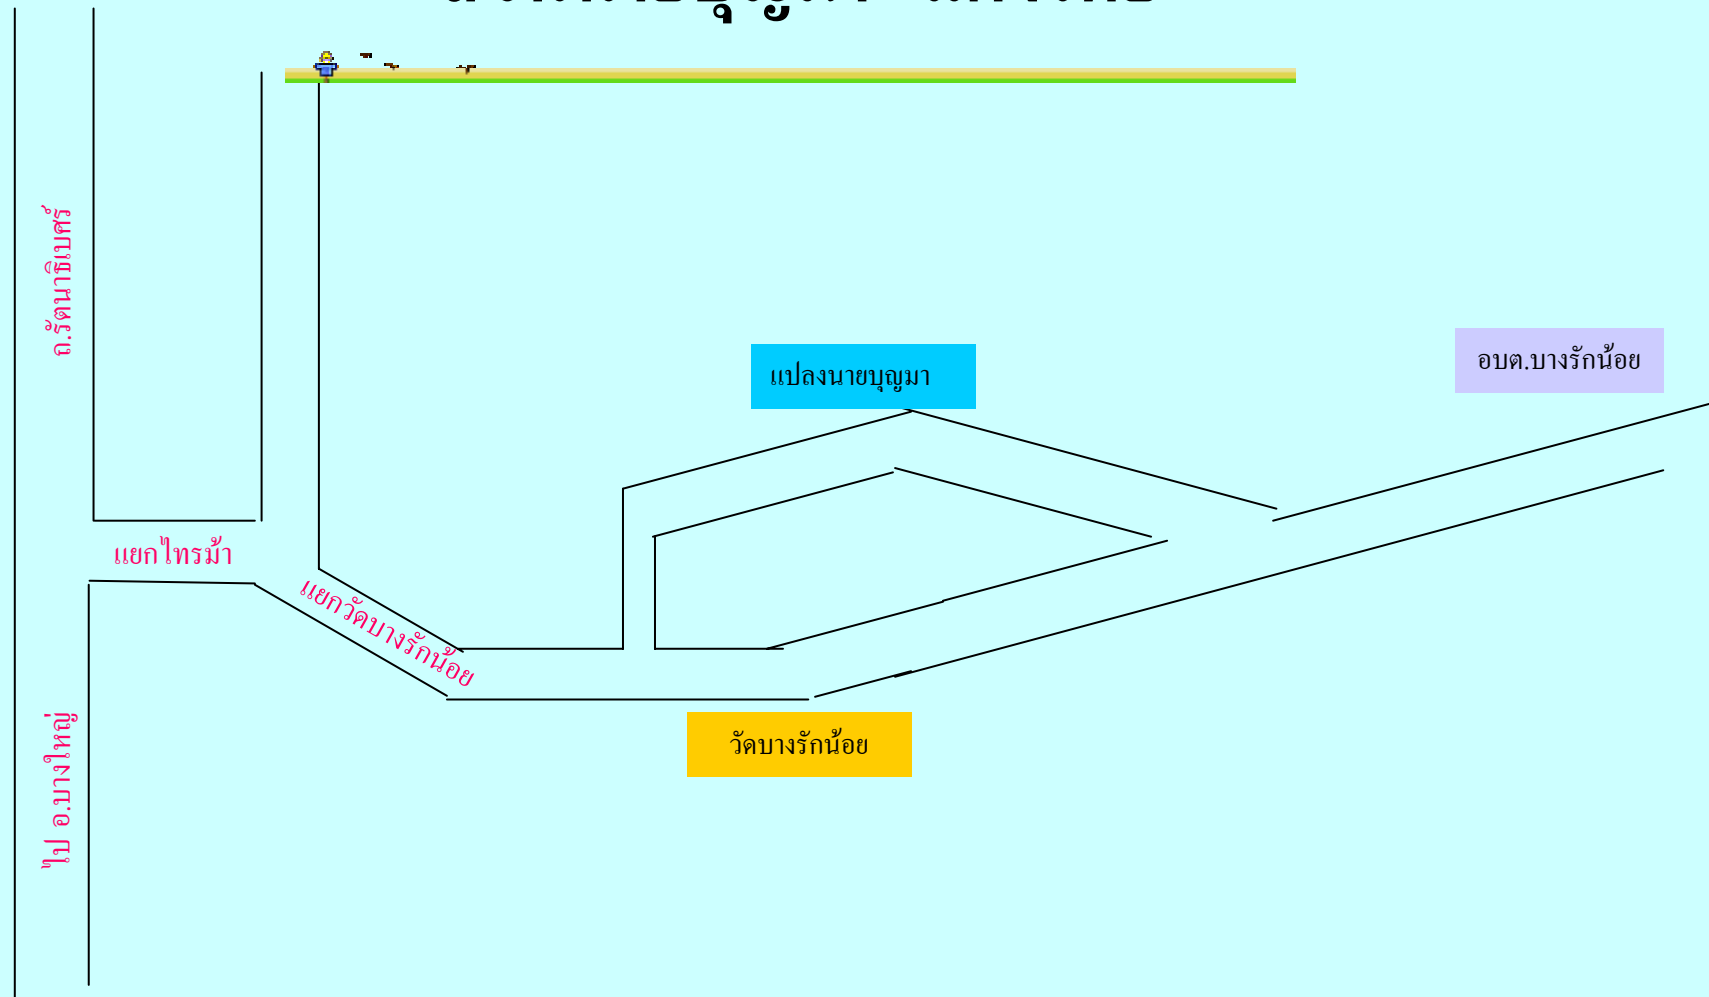 ถ.รัตนาธิเบศร์
แปลงนายบุญมา
อบต.บางรักน้อย
แยกไทรม้า
แยกวัดบางรักน้อย
วัดบางรักน้อย
ไป อ.บางใหญ่